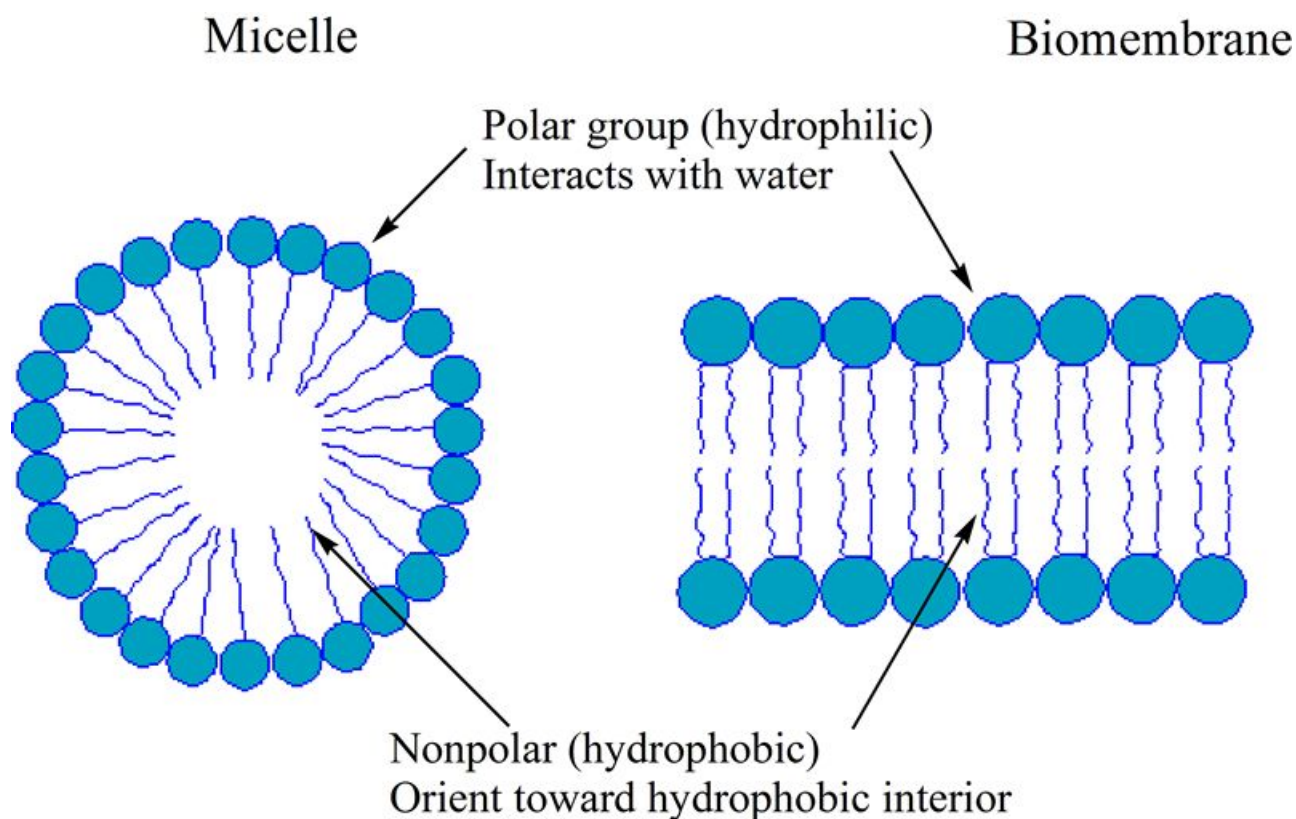 Micelle
Biomembrane
Polar group (hydrophilic)
Interacts with water
Nonpolar (hydrophobic)
Orient toward hydrophobic interior